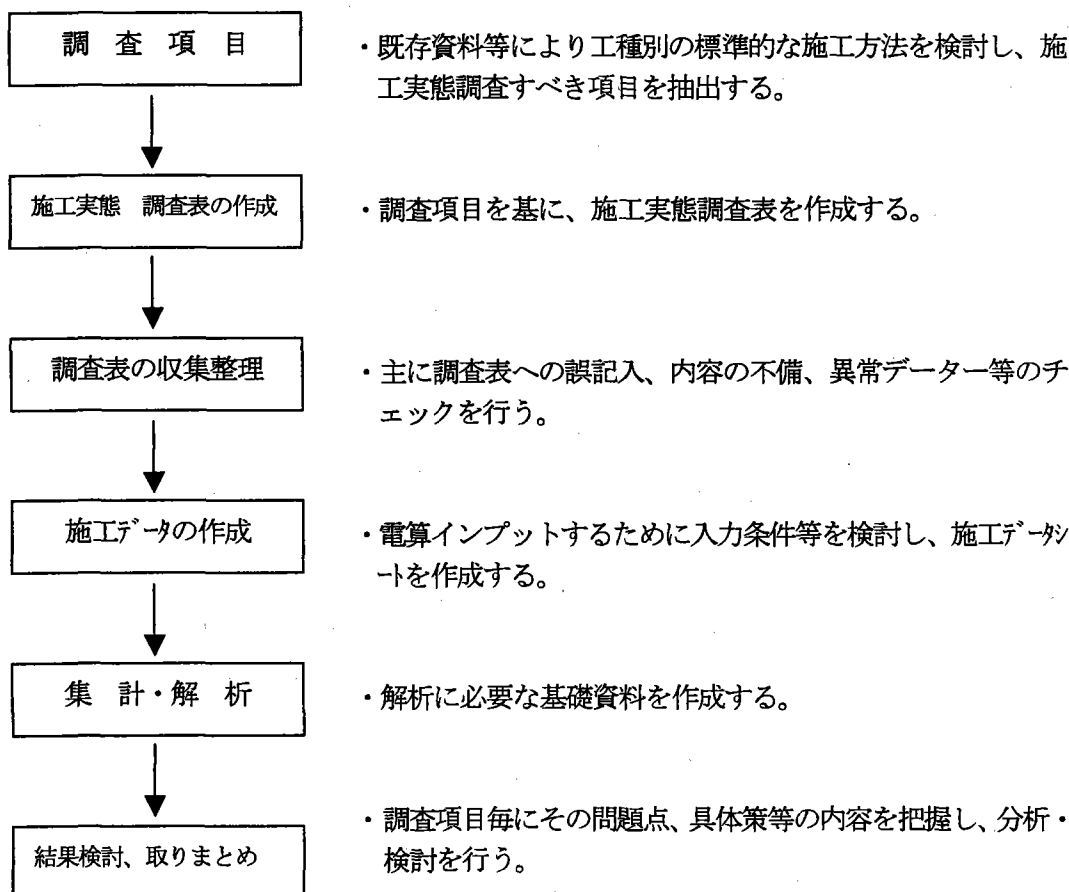 調　査　項　目
・既存資料等により工種別の標準的な施工方法を検討し、施
工実態調査すべき項目を抽出する。
施工実態　調査表の作成
・調査項目を基に、施工実態調査表を作成する。
調査表の収集整理
・主に調査表への誤記入、内容の不備、異常データー等のチ
ェックを行う。
施工ﾃﾞｰﾀの作成
・電算インプットするために入力条件等を検討し、施工ﾃﾞｰﾀｼ
ｰﾄを作成する。
集　計・解　析
・解析に必要な基礎資料を作成する。
結果検討、取りまとめ
・調査項目毎にその問題点、具体策等の内容を把握し、分析・
検討を行う。